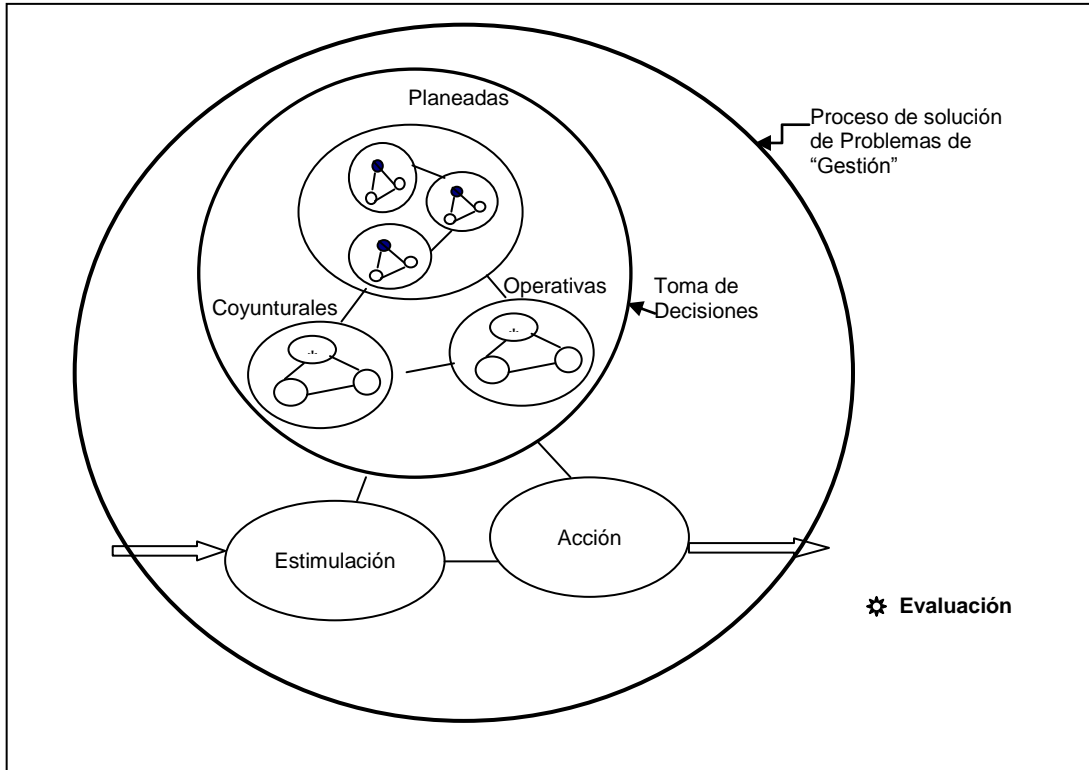 Planeadas
Proceso de solución
de Problemas de
“Gestión”
Operativas
Toma de
Decisiones
Coyunturales
Acción
Estimulación
Evaluación